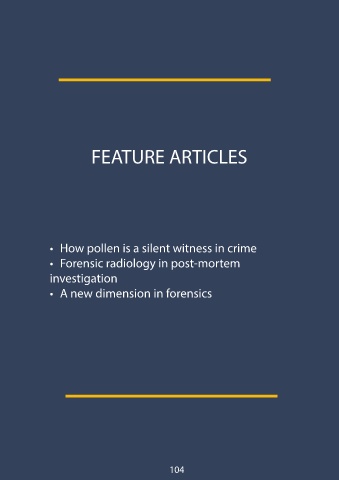 FEATURE ARTICLES
• How pollen is a silent witness in crime
• Forensic radiology in post-mortem
investigation
• A new dimension in forensics
104